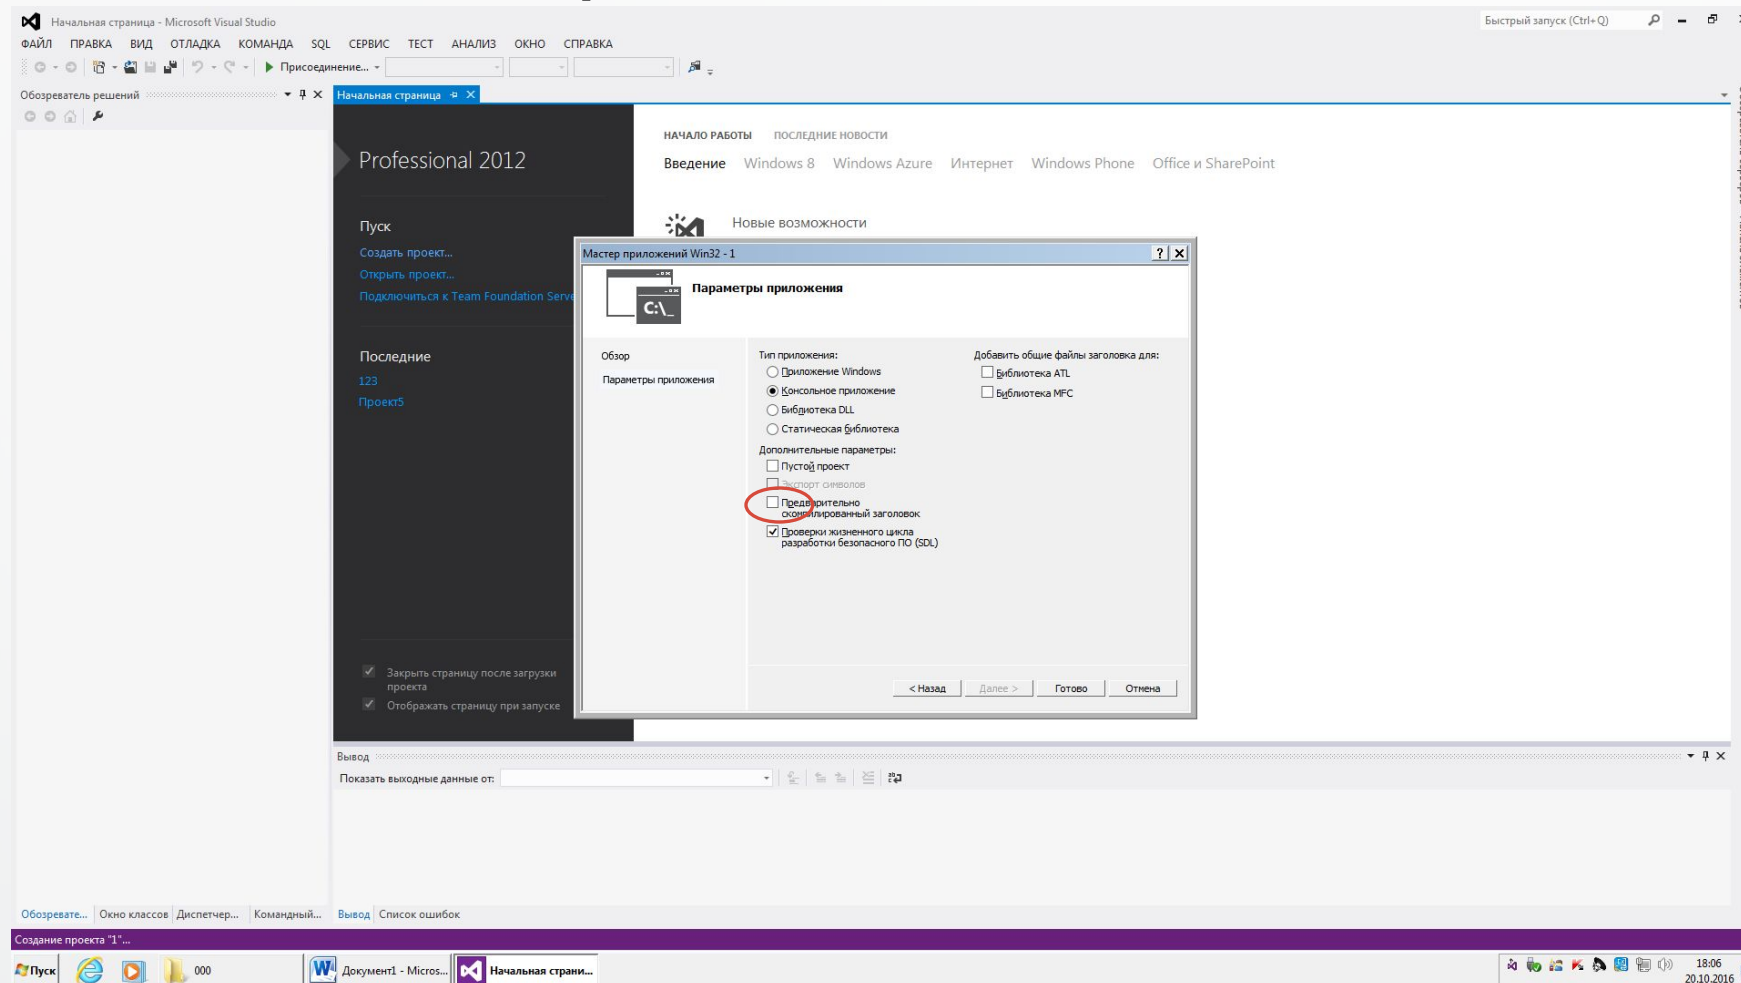 Начальная страница - Microsoft Visual Studio
Быстрый запуск (Ctrl+Q)
ФАЙЛ ПРАВКА ВИД ОТЛАДКА КОМАНДА SQL СЕРВИС ТЕСТ АНАЛИЗ ОКНО СПРАВКА
Присоединение...
Обозреватель решений
Начальная страница
Professional 2012
Пуск
Создать проект...
Открыть проект...
Подключиться к Team Foundation Serve
Последние
123
Проект5
Закрыть страницу после загрузки
проекта
Отображать страницу при запуске
НАЧАЛО РАБОТЫ ПОСЛЕДНИЕ НОВОСТИ
Введение Windows 8 Windows Azure Интернет Windows Phone Office и SharePoint
Новые возможности
Мастер приложений Win32 - 1
C:\_
Параметры приложения
Обзор
Параметры приложения
Тип приложения:
Приложение Windows
Консольное приложение
Библиотека DLL
Статическая библиотека
Дополнительные параметры:
Пустой проект
Экспорт символов
Предварительно
скомпилированный заголовок
Проверки жизненного цикла
разработки безопасного ПО (SDL)
Добавить общие файлы заголовка для:
Библиотека ATL
Библиотека MFC
< Назад Далее > Готово Отмена
Вывод
Показать выходные данные от:
Обозревате... Окно классов Диспетчер... Командный... Вывод Список ошибок
Создание проекта "1"...
Пуск 000 Документ1 - Micros... Начальная страни...
18:06
20.10.2016